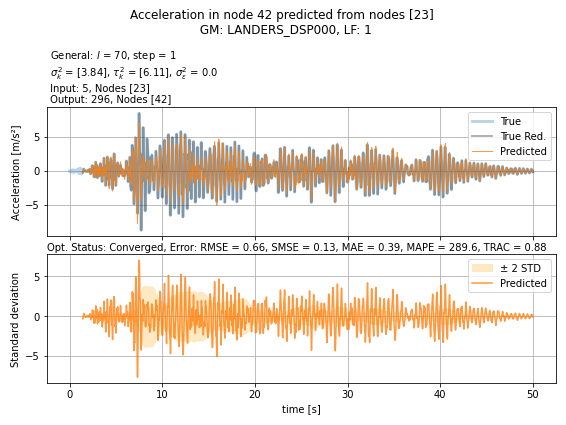 Acceleration in node 42 predicted from nodes [23]
GM: LANDERS_DSP000, LF: 1
General: l = 70, step = 1
σ²ₖ = [3.84], τ²ₖ = [6.11], σ²_ε = 0.0
Input: 5, Nodes [23]
Output: 296, Nodes [42]
Acceleration [m/s²]
5
0
−5
True
True Red.
Predicted
Opt. Status: Converged, Error: RMSE = 0.66, SMSE = 0.13, MAE = 0.39, MAPE = 289.6, TRAC = 0.88
Standard deviation
5
0
−5
± 2 STD
Predicted
0 10 20 30 40 50
time [s]